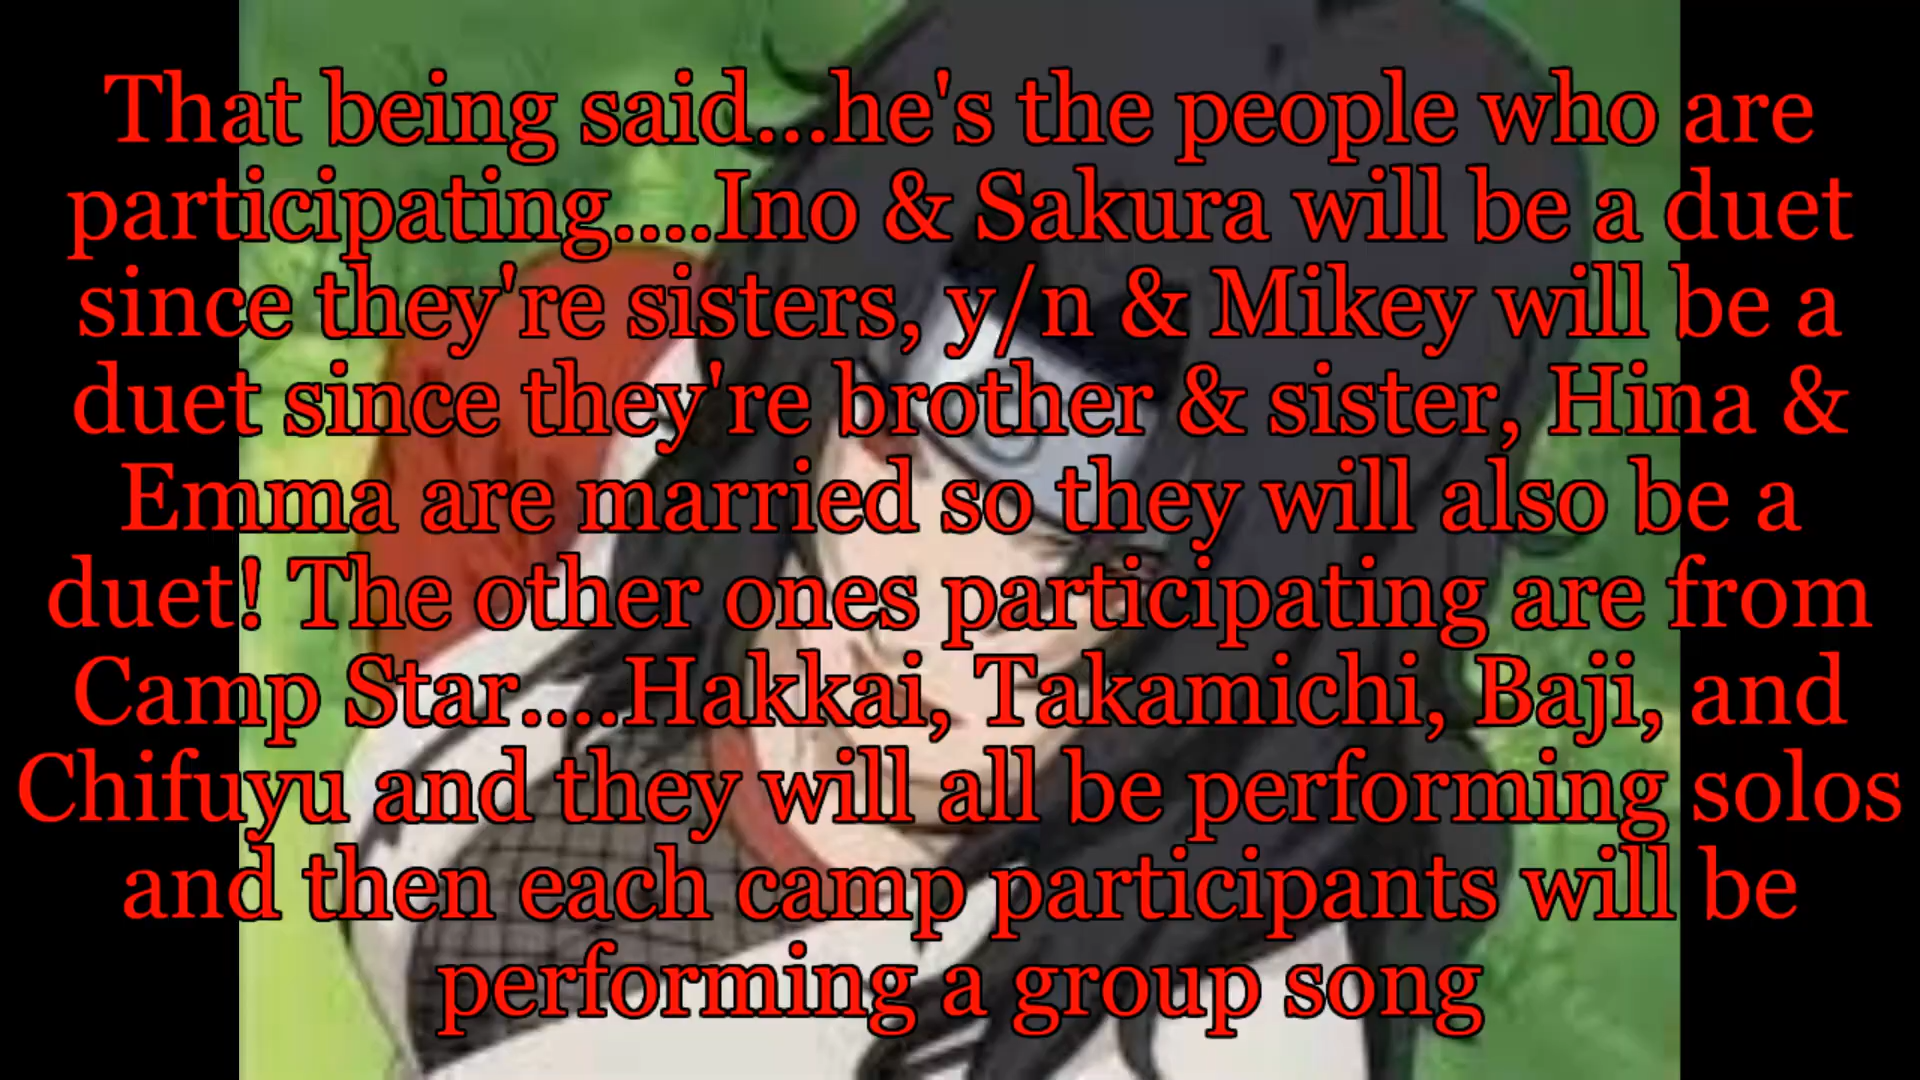 That being said...he's the people who are
participating....Ino & Sakura will be a duet
since they're sisters, y/n & Mikey will be a
duet since they're brother & sister, Hina &
Emma are married so they will also be a
duet! The other ones participating are from
Camp Star....Hakkai, Takamichi, Baji, and
Chifuyu and they will all be performing solos
and then each camp participants will be
performing a group song